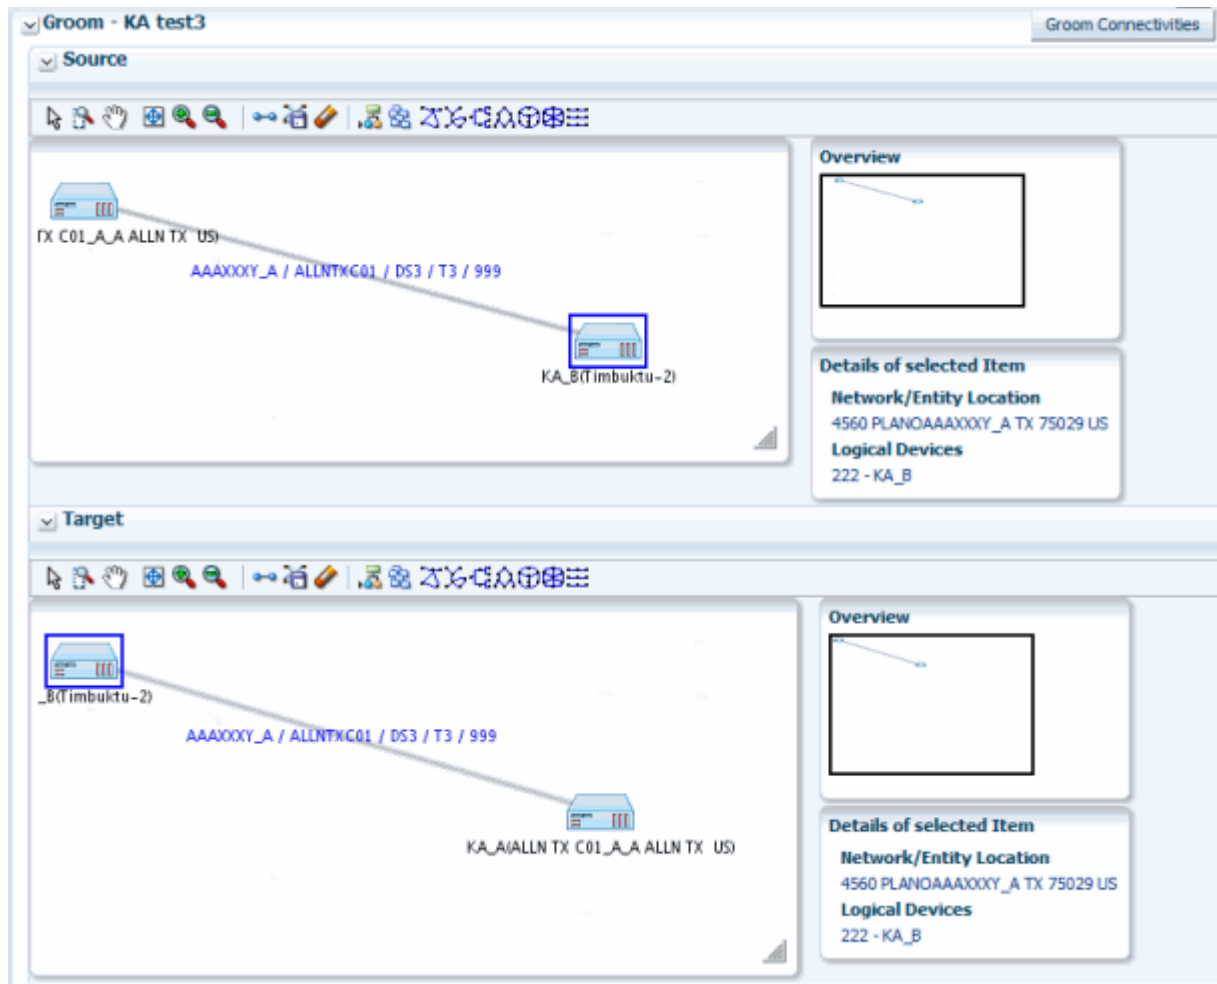 Groom - KA test3
Groom Connectivities
Source
TX C01_A_A ALLN TX US)
AAAXXXY_A / ALLNTXC01 / DS3 / T3 / 999
KA_B(Timbuktu-2)
Overview
Details of selected Item
Network/Entity Location
4560 PLANOAAAXXXY_A TX 75029 US
Logical Devices
222 - KA_B
Target
_B(Timbuktu-2)
AAAXXXY_A / ALLNTXC01 / DS3 / T3 / 999
KA_A(ALLN TX C01_A_A ALLN TX US)
Overview
Details of selected Item
Network/Entity Location
4560 PLANOAAAXXXY_A TX 75029 US
Logical Devices
222 - KA_B